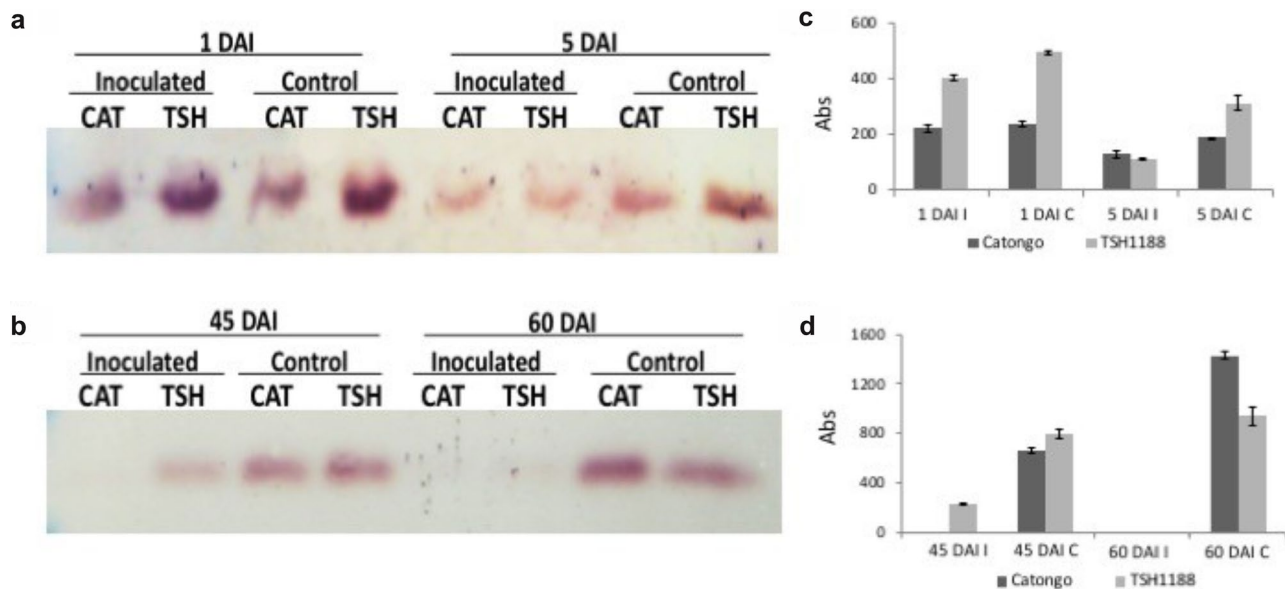 a
1 DAI 5 DAI
Inoculated Control Inoculated Control
CAT TSH CAT TSH CAT TSH CAT TSH
b
45 DAI 60 DAI
Inoculated Control Inoculated Control
CAT TSH CAT TSH CAT TSH CAT TSH
c
Abs
600
400
200
0
1 DAI I 1 DAI C 5 DAI I 5 DAI C
Catongo TSH1188
d
Abs
1600
1200
800
400
0
45 DAI I 45 DAI C 60 DAI I 60 DAI C
Catongo TSH1188